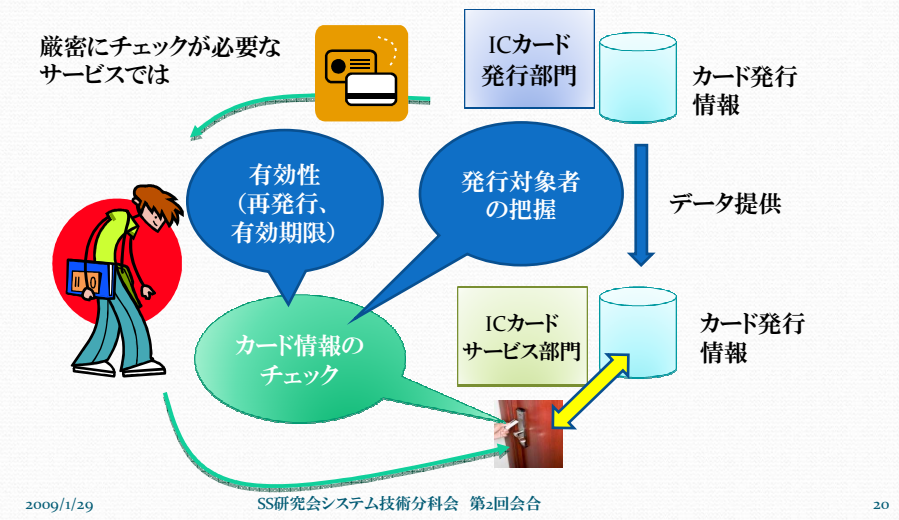 厳密にチェックが必要な
サービスでは
ICカード
発行部門
カード発行
情報
有効性
（再発行、
有効期限）
発行対象者
の把握
データ提供
カード情報の
チェック
ICカード
サービス部門
カード発行
情報
2009/1/29
SS研究会システム技術分科会 第2回会合
20